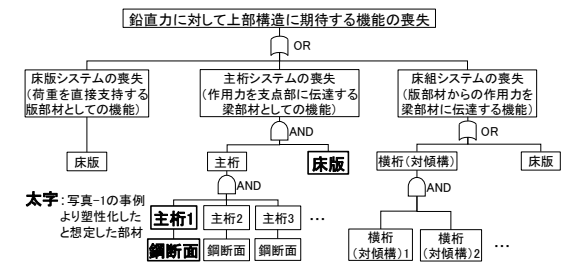 鉛直力に対して上部構造に期待する機能の喪失
OR
床版システムの喪失
(荷重を直接支持する
版部材としての機能)
主桁システムの喪失
(作用力を支点部に伝達する
梁部材としての機能)
床組システムの喪失
(版部材からの作用力を
梁部材に伝達する機能)
AND
OR
床版
主桁
床版
横桁(対傾構)
床版
AND
AND
太字:写真-1の事例
より塑性化した
と想定した部材
主桁1
主桁2
主桁3
…
鋼断面
鋼断面
鋼断面
横桁
(対傾構)1
横桁
(対傾構)2
…